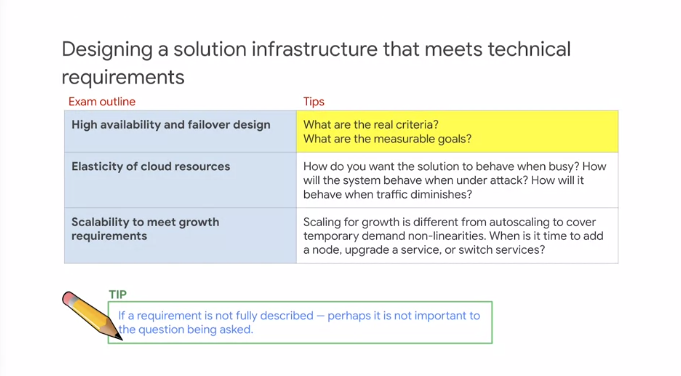 Designing a solution infrastructure that meets technical
requirements
Exam outline
Tips
High availability and failover design
What are the real criteria?
What are the measurable goals?
Elasticity of cloud resources
How do you want the solution to behave when busy? How
will the system behave when under attack? How will it
behave when traffic diminishes?
Scalability to meet growth
requirements
Scaling for growth is different from autoscaling to cover
temporary demand non-linearities. When is it time to add
a node, upgrade a service, or switch services?
TIP
If a requirement is not fully described – perhaps it is not important to
the question being asked.